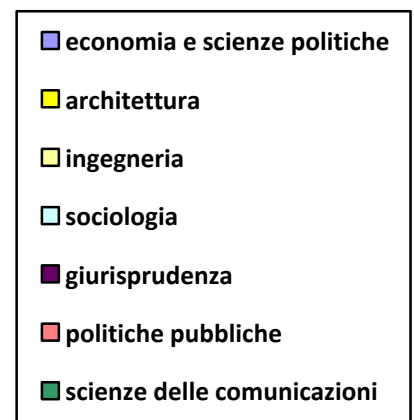 economia e scienze politiche
architettura
ingegneria
sociologia
giurisprudenza
politiche pubbliche
scienze delle comunicazioni